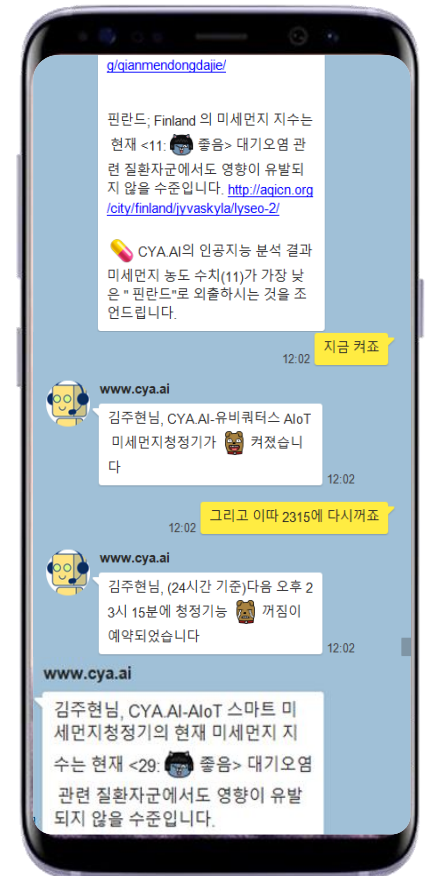 g/qianmendongdajie/
핀란드; Finland 의 미세먼지 지수는
현재 <11: 좋음> 대기오염 관
련 질환자군에서도 영향이 유발되
지 않을 수준입니다. http://aqicn.org
/city/finland/jyvaskyla/lyseo-2/
CYA.AI의 인공지능 분석 결과
미세먼지 농도 수치(11)가 가장 낮
은 " 핀란드"로 외출하시는 것을 조
언드립니다.
지금 켜죠
12:02
www.cya.ai
김주현님, CYA.AI-유비쿼터스 AIoT
미세먼지청정기가 켜졌습니
다
12:02
그리고 이따 2315에 다시꺼죠
12:02
www.cya.ai
김주현님, (24시간 기준)다음 오후 2
3시 15분에 청정기능 꺼짐이
예약되었습니다
12:02
www.cya.ai
김주현님, CYA.AI-AIoT 스마트 미
세먼지청정기의 현재 미세먼지 지
수는 현재 <29: 좋음> 대기오염
관련 질환자군에서도 영향이 유발
되지 않을 수준입니다.